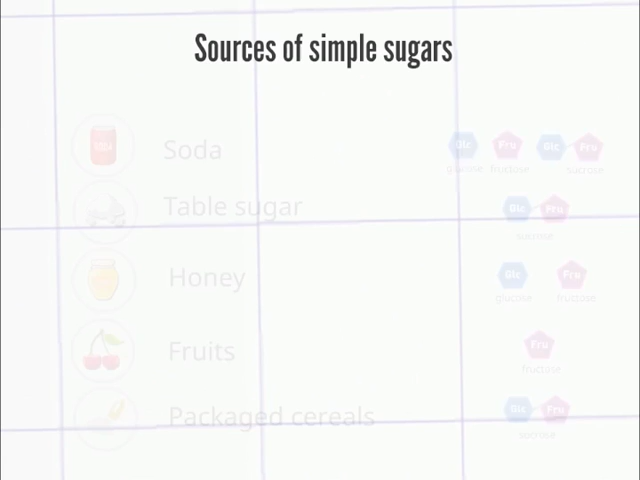 Sources of simple sugars
Soda
Glc Fru Glc Fru
glucose fructose sucrose
Table sugar
Glc Fru
sucrose
Honey
Glc Fru
glucose fructose
Fruits
Fru
fructose
Packaged cereals
Glc Fru
sucrose